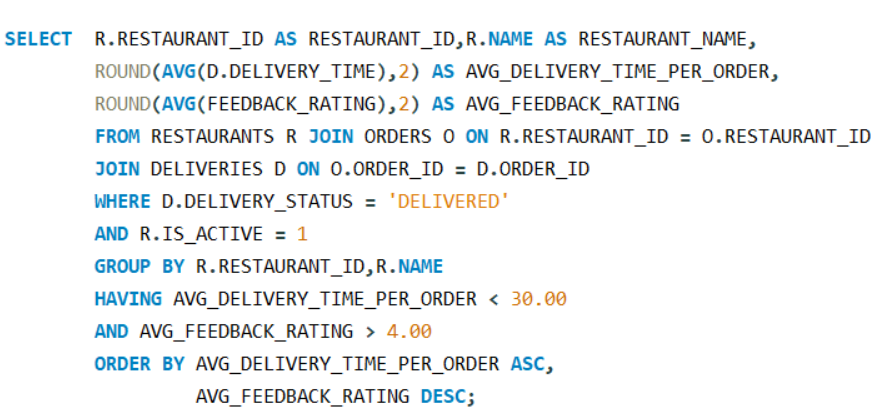 SELECT R.RESTAURANT_ID AS RESTAURANT_ID,R.NAME AS RESTAURANT_NAME,
ROUND(AVG(D.DELIVERY_TIME),2) AS AVG_DELIVERY_TIME_PER_ORDER,
ROUND(AVG(FEEDBACK_RATING),2) AS AVG_FEEDBACK_RATING
FROM RESTAURANTS R JOIN ORDERS O ON R.RESTAURANT_ID = O.RESTAURANT_ID
JOIN DELIVERIES D ON O.ORDER_ID = D.ORDER_ID
WHERE D.DELIVERY_STATUS = 'DELIVERED'
AND R.IS_ACTIVE = 1
GROUP BY R.RESTAURANT_ID,R.NAME
HAVING AVG_DELIVERY_TIME_PER_ORDER < 30.00
AND AVG_FEEDBACK_RATING > 4.00
ORDER BY AVG_DELIVERY_TIME_PER_ORDER ASC,
AVG_FEEDBACK_RATING DESC;